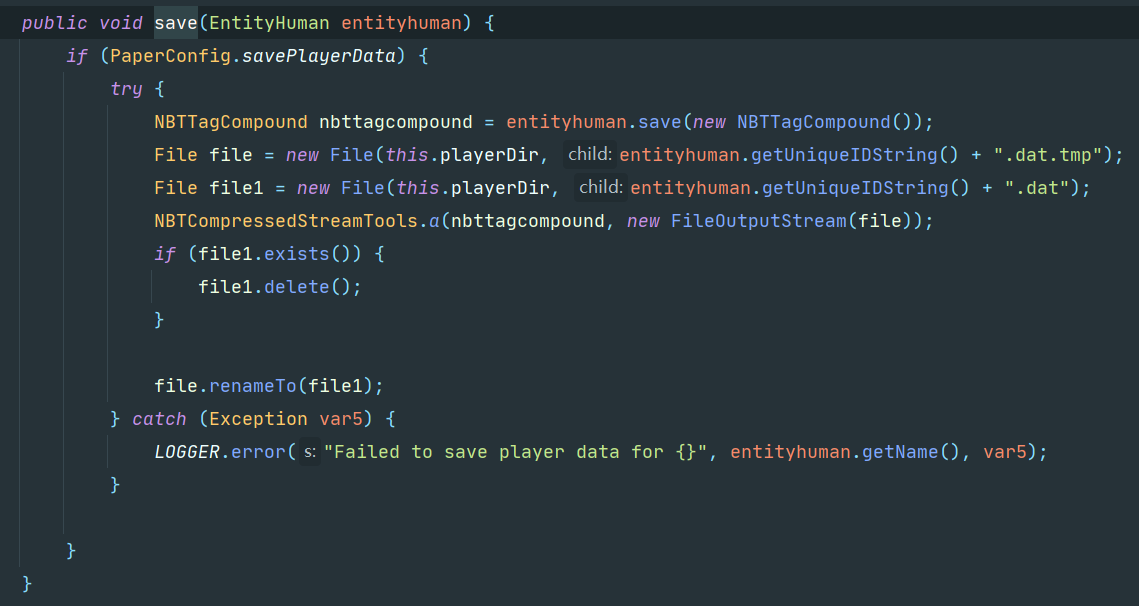 public void save(EntityHuman entityhuman) {
if (PaperConfig.savePlayerData) {
try {
NBTTagCompound nbttagcompound = entityhuman.save(new NBTTagCompound());
File file = new File(this.playerDir, child: entityhuman.getUniqueIDString() + ".dat.tmp");
File file1 = new File(this.playerDir, child: entityhuman.getUniqueIDString() + ".dat");
NBTCompressedStreamTools.a(nbttagcompound, new FileOutputStream(file));
if (file1.exists()) {
file1.delete();
}
file.renameTo(file1);
} catch (Exception var5) {
LOGGER.error( s: "Failed to save player data for {}", entityhuman.getName(), var5);
}
}
}